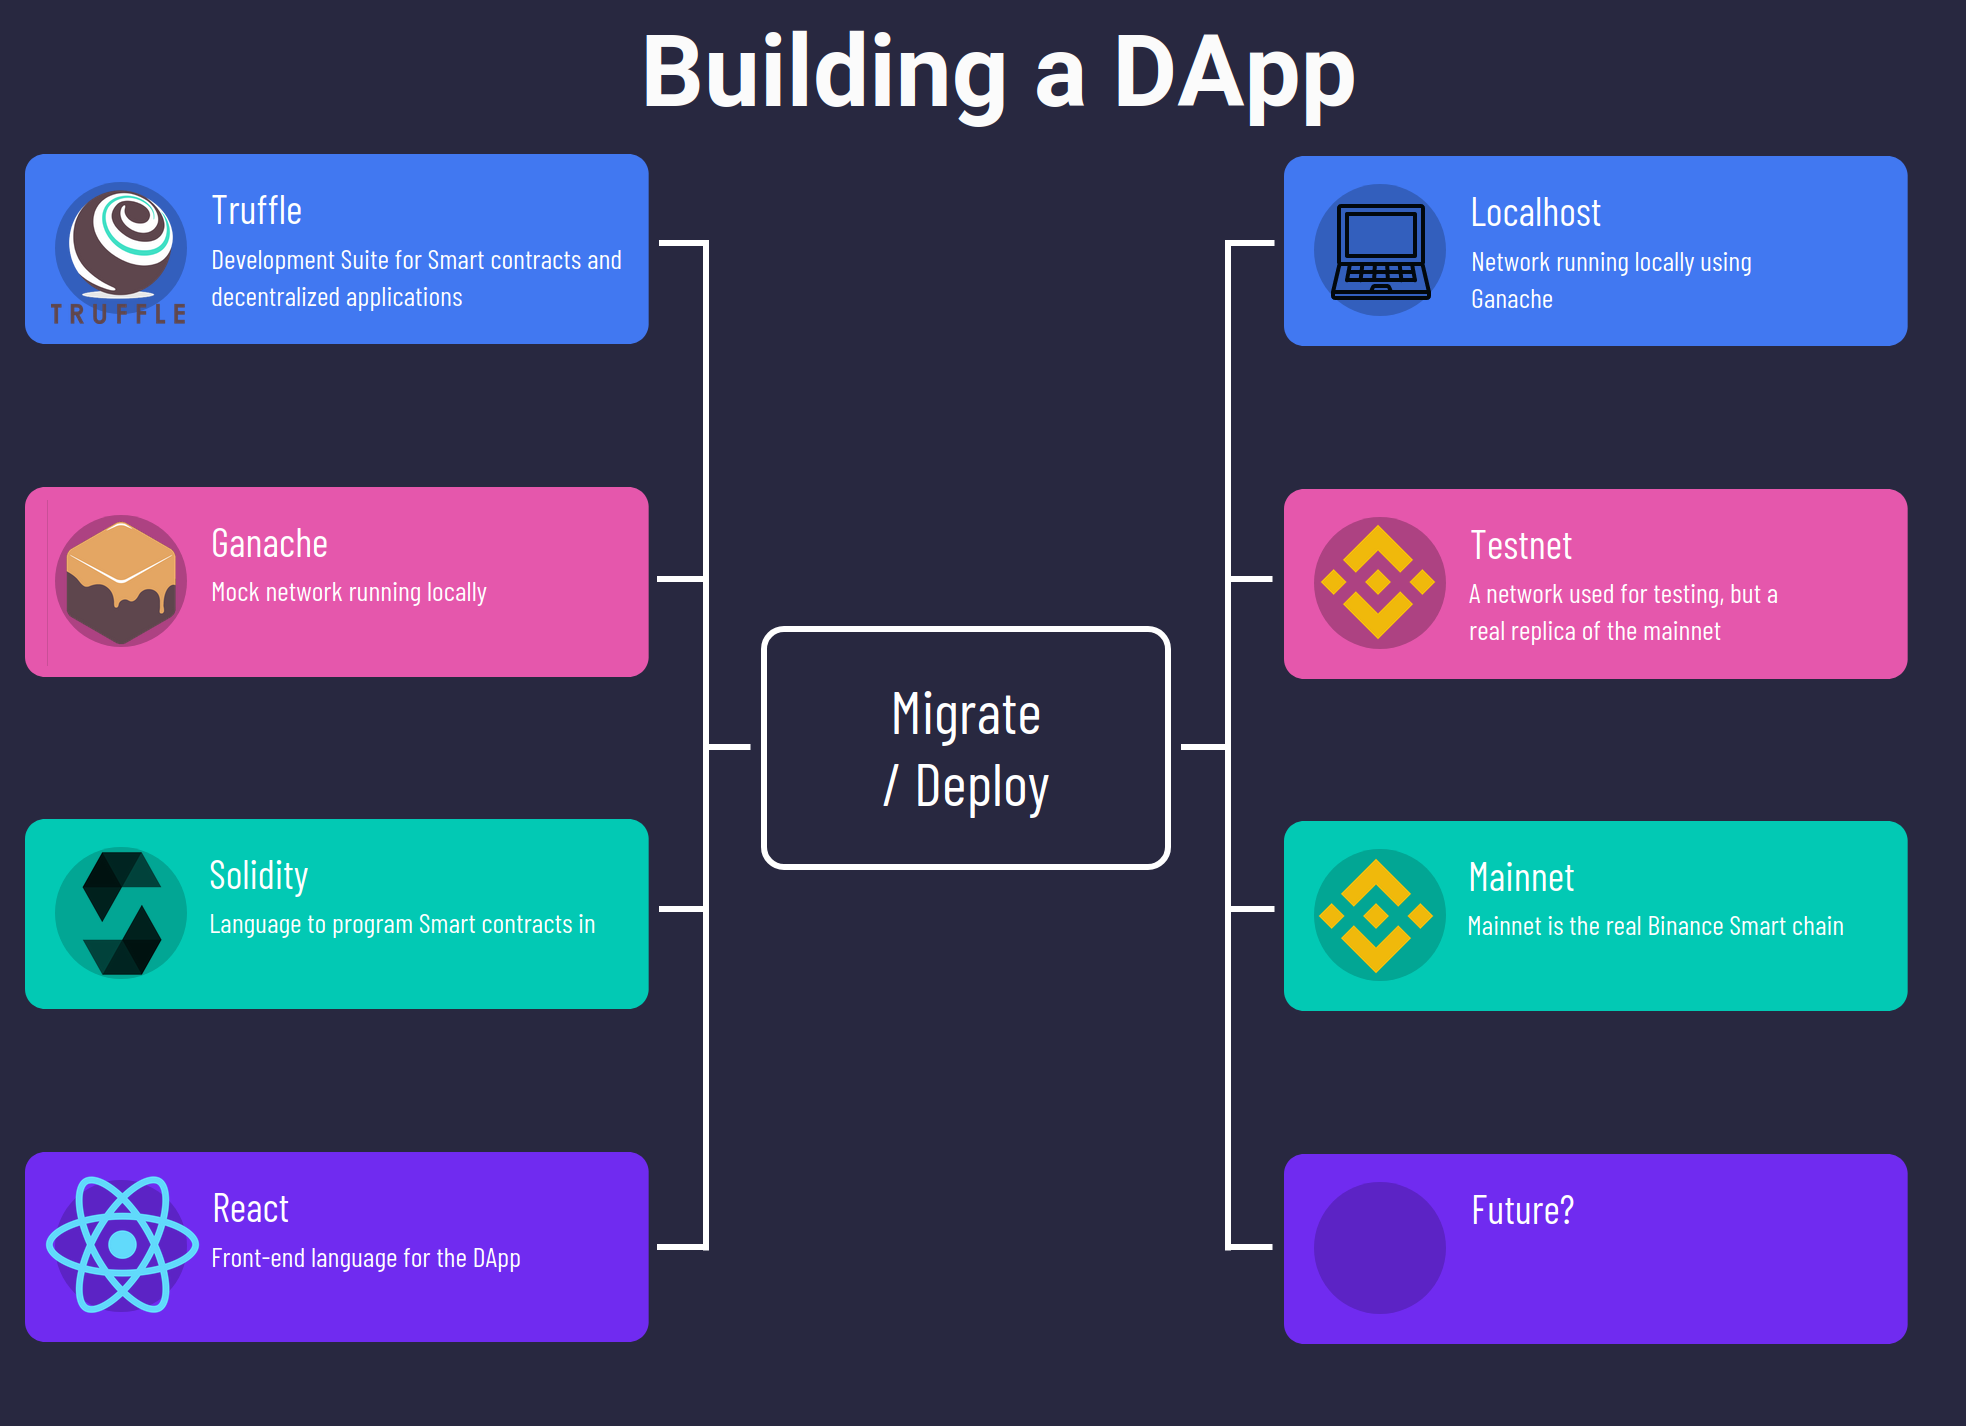 Building a DApp
Truffle
Development Suite for Smart contracts and
decentralized applications
TRUFFLE
Ganache
Mock network running locally
Solidity
Language to program Smart contracts in
React
Front-end language for the DApp
Migrate
/ Deploy
Localhost
Network running locally using
Ganache
Testnet
A network used for testing, but a
real replica of the mainnet
Mainnet
Mainnet is the real Binance Smart chain
Future?